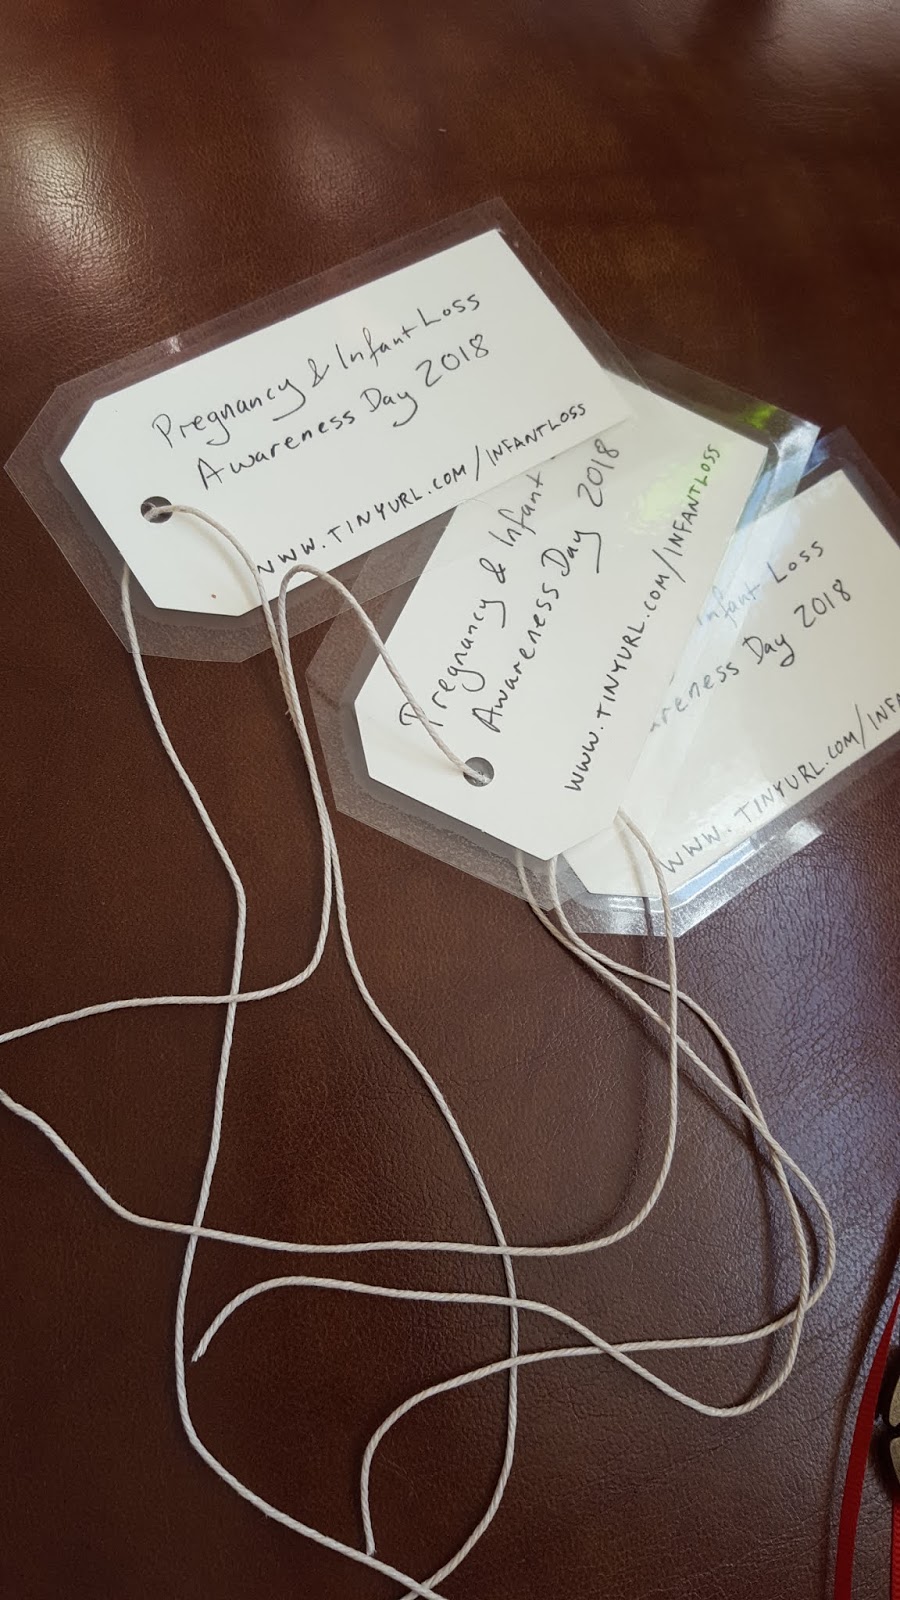 Pregnancy & Infant Loss
Awareness Day 2018
WWW.TINYURL.COM/INFANTLOSS
Pregnancy & Infant
Awareness Day 2018
WWW.TINYURL.COM/INFANTLOSS
Infant Loss
Awareness Day 2018
WWW.TINYURL.COM/INFA